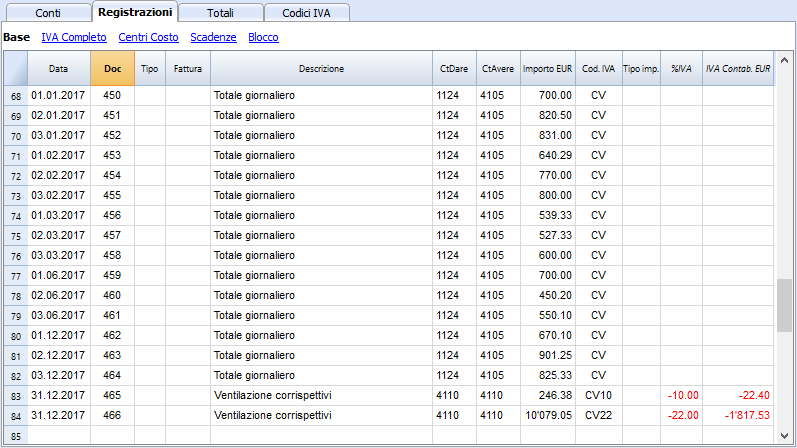 Conti Registrazioni Totali Codici IVA
Base IVA Completo Centri Costo Scadenze Blocco
Data Doc Tipo Fattura Descrizione CtDare CtAvere Importo EUR Cod. IVA Tipo imp. %IVA IVA Contab. EUR
68 01.01.2017 450 Totale giornaliero 1124 4105 700.00 CV
69 02.01.2017 451 Totale giornaliero 1124 4105 820.50 CV
70 03.01.2017 452 Totale giornaliero 1124 4105 831.00 CV
71 01.02.2017 453 Totale giornaliero 1124 4105 640.29 CV
72 02.02.2017 454 Totale giornaliero 1124 4105 770.00 CV
73 03.02.2017 455 Totale giornaliero 1124 4105 800.00 CV
74 01.03.2017 456 Totale giornaliero 1124 4105 539.33 CV
75 02.03.2017 457 Totale giornaliero 1124 4105 527.33 CV
76 03.03.2017 458 Totale giornaliero 1124 4105 600.00 CV
77 01.06.2017 459 Totale giornaliero 1124 4105 700.00 CV
78 02.06.2017 460 Totale giornaliero 1124 4105 450.20 CV
79 03.06.2017 461 Totale giornaliero 1124 4105 550.10 CV
80 01.12.2017 462 Totale giornaliero 1124 4105 670.10 CV
81 02.12.2017 463 Totale giornaliero 1124 4105 901.25 CV
82 03.12.2017 464 Totale giornaliero 1124 4105 825.33 CV
83 31.12.2017 465 Ventilazione corrispettivi 4110 4110 246.38 CV10 -10.00 -22.40
84 31.12.2017 466 Ventilazione corrispettivi 4110 4110 10'079.05 CV22 -22.00 -1'817.53
85